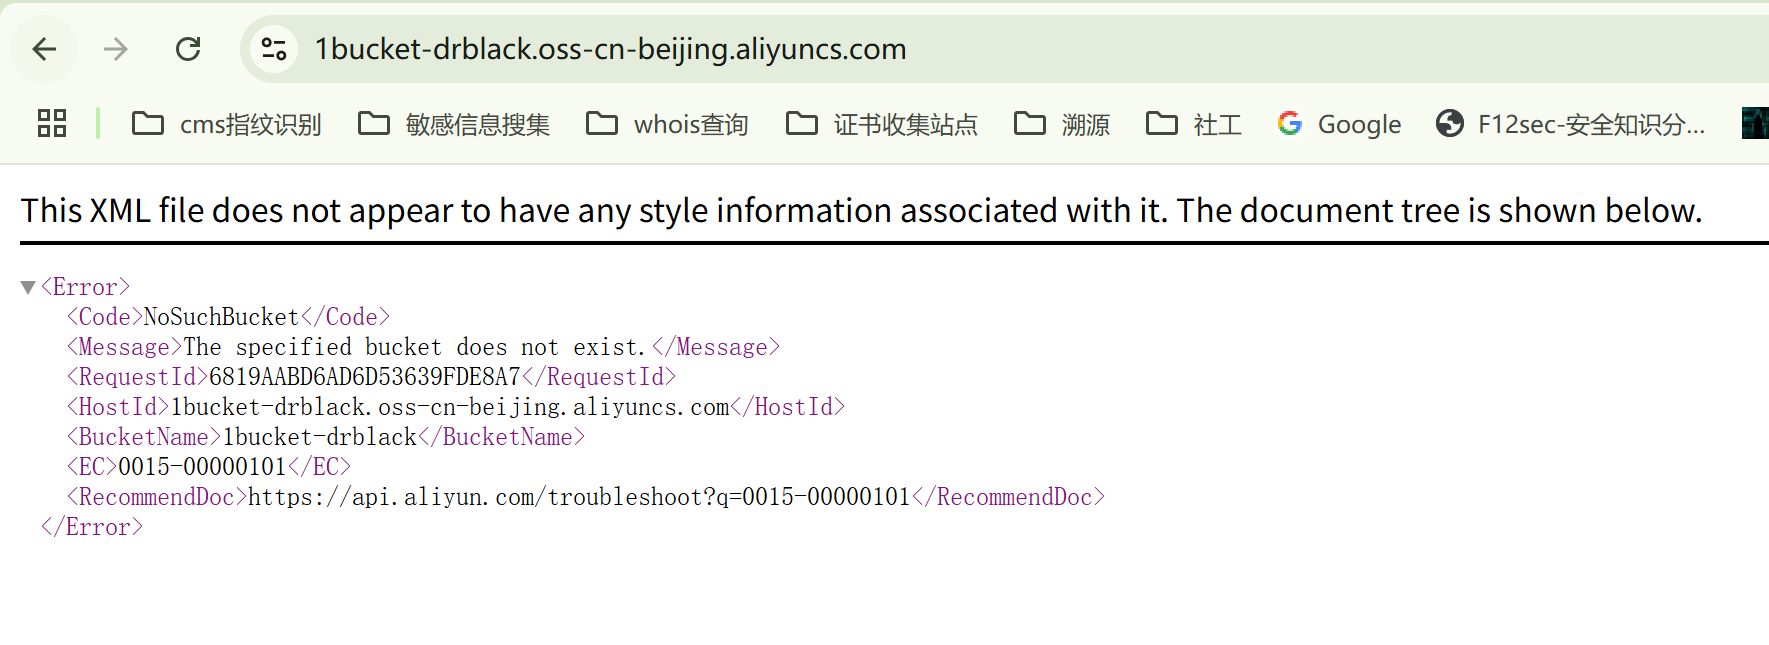 1bucket-drblack.oss-cn-beijing.aliyuncs.com
cms指纹识别 敏感信息搜集 whois查询 证书收集站点 溯源 社工 Google F12sec-安全知识分...
This XML file does not appear to have any style information associated with it. The document tree is shown below.
▼<Error>
<Code>NoSuchBucket</Code>
<Message>The specified bucket does not exist.</Message>
<RequestId>6819AABD6AD6D53639FDE8A7</RequestId>
<HostId>1bucket-drblack.oss-cn-beijing.aliyuncs.com</HostId>
<BucketName>1bucket-drblack</BucketName>
<EC>0015-00000101</EC>
<RecommendDoc>https://api.aliyun.com/troubleshoot?q=0015-00000101</RecommendDoc>
</Error>